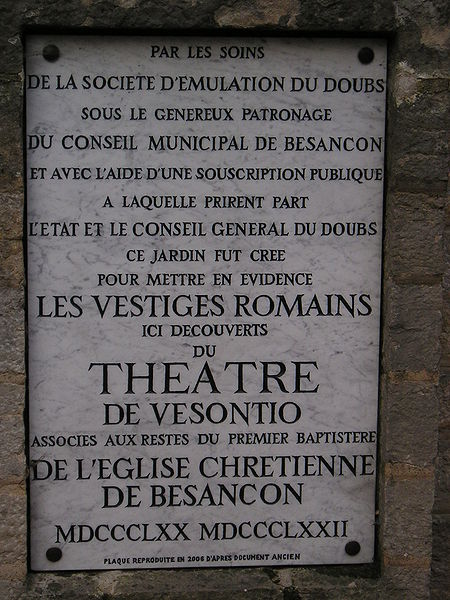 PAR LES SOINS
DE LA SOCIETE D'EMULATION DU DOUBS
SOUS LE GENEREUX PATRONAGE
DU CONSEIL MUNICIPAL DE BESANCON
ET AVEC L'AIDE D'UNE SOUSCRIPTION PUBLIQUE
A LAQUELLE PRIRENT PART
L'ETAT ET LE CONSEIL GENERAL DU DOUBS
CE JARDIN FUT CREE
POUR METTRE EN EVIDENCE
LES VESTIGES ROMAINS
ICI DECOUVERTS
DU
THEATRE
DE VESONTIO
ASSOCIES AUX RESTES DU PREMIER BAPTISTERE
DE L'EGLISE CHRETIENNE
DE BESANCON
MDCCCLXX MDCCCLXXII
PLAQUE REPRODUITE EN 2006 D'APRES DOCUMENT ANCIEN